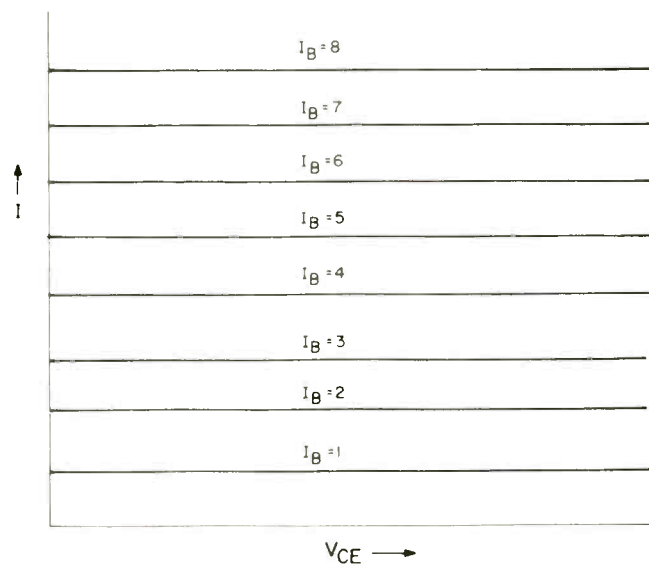 I_B = 8
I_B = 7
I_B = 6
I
I_B = 5
I_B = 4
I_B = 3
I_B = 2
I_B = 1
V_CE